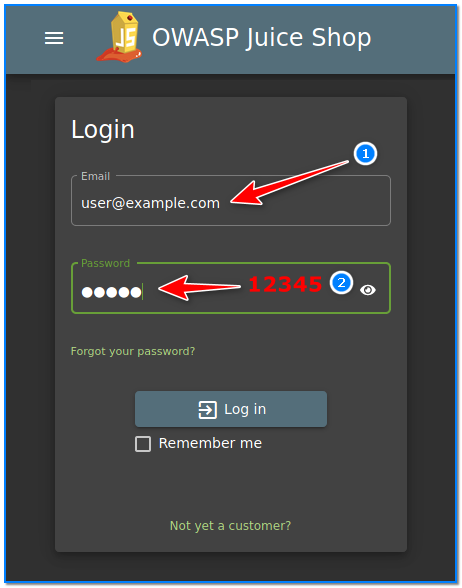 JS
OWASP Juice Shop
Login
1
Email
user@example.com
Password
●●●●●
12345
2
Forgot your password?
Log in
Remember me
Not yet a customer?